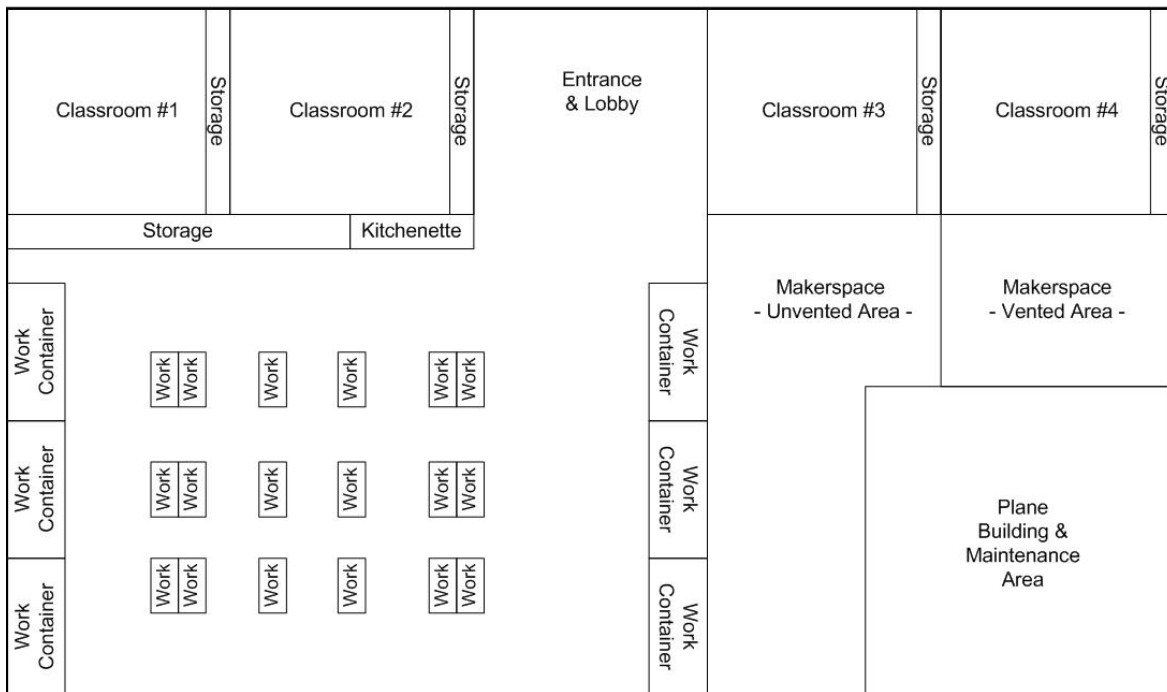 Classroom #1
Storage
Classroom #2
Storage
Entrance
& Lobby
Classroom #3
Storage
Classroom #4
Storage
Storage
Kitchenette
Makespace
- Unvented Area -
Makerspace
- Vented Area -
Work
Container
Work
Container
Work
Work
Work
Work
Work
Work
Work
Container
Work
Container
Work
Work
Work
Work
Work
Work
Plane
Building &
Maintenance
Area
Work
Container
Work
Container
Work
Work
Work
Work
Work
Work